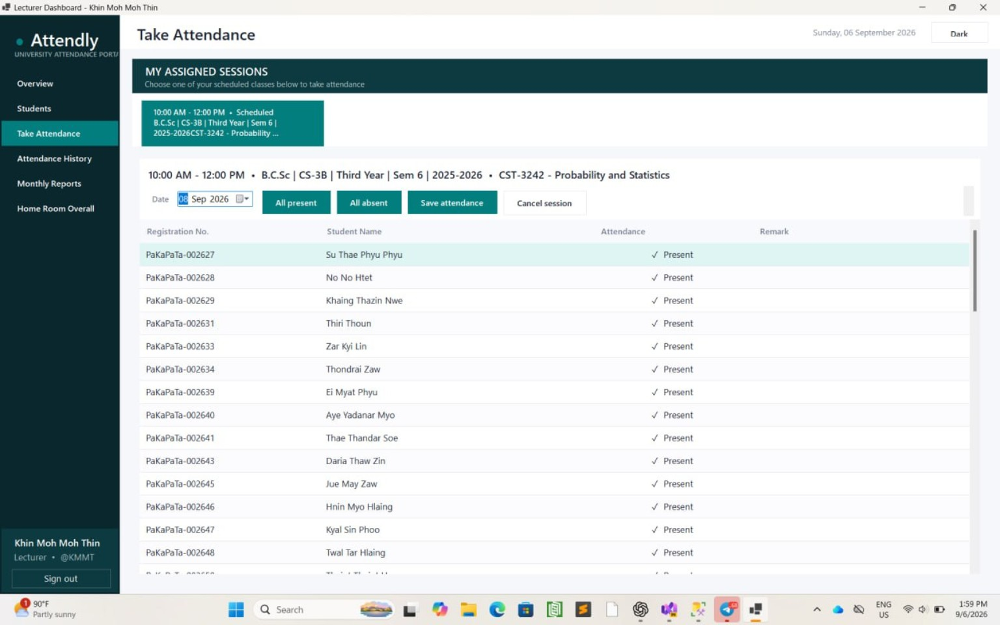 Lecturer Dashboard - Khin Moh Moh Thin
Attendly
UNIVERSITY ATTENDANCE PORTA
Overview
Students
Take Attendance
Attendance History
Monthly Reports
Home Room Overall
Khin Moh Moh Thin
Lecturer • @KMMT
Sign out
Take Attendance
Sunday, 06 September 2026
Dark
MY ASSIGNED SESSIONS
Choose one of your scheduled classes below to take attendance
10:00 AM - 12:00 PM • Scheduled
B.C.Sc | CS-3B | Third Year | Sem 6 |
2025-2026CST-3242 - Probability ...
10:00 AM - 12:00 PM • B.C.Sc | CS-3B | Third Year | Sem 6 | 2025-2026 • CST-3242 - Probability and Statistics
Date 08 Sep 2026 All present All absent Save attendance Cancel session
Registration No. Student Name Attendance Remark
PaKaPaTa-002627 Su Thae Phyu Phyu ✓ Present
PaKaPaTa-002628 No No Htet ✓ Present
PaKaPaTa-002629 Khaing Thazin Nwe ✓ Present
PaKaPaTa-002631 Thiri Thoun ✓ Present
PaKaPaTa-002633 Zar Kyi Lin ✓ Present
PaKaPaTa-002634 Thondrai Zaw ✓ Present
PaKaPaTa-002639 Ei Myat Phyu ✓ Present
PaKaPaTa-002640 Aye Yadanar Myo ✓ Present
PaKaPaTa-002641 Thae Thandar Soe ✓ Present
PaKaPaTa-002643 Daria Thaw Zin ✓ Present
PaKaPaTa-002645 Jue May Zaw ✓ Present
PaKaPaTa-002646 Hnin Myo Hlaing ✓ Present
PaKaPaTa-002647 Kyal Sin Phoo ✓ Present
PaKaPaTa-002648 Twal Tar Hlaing ✓ Present
1
90°F
Partly sunny
Search
ENG
US
1:59 PM
9/6/2026